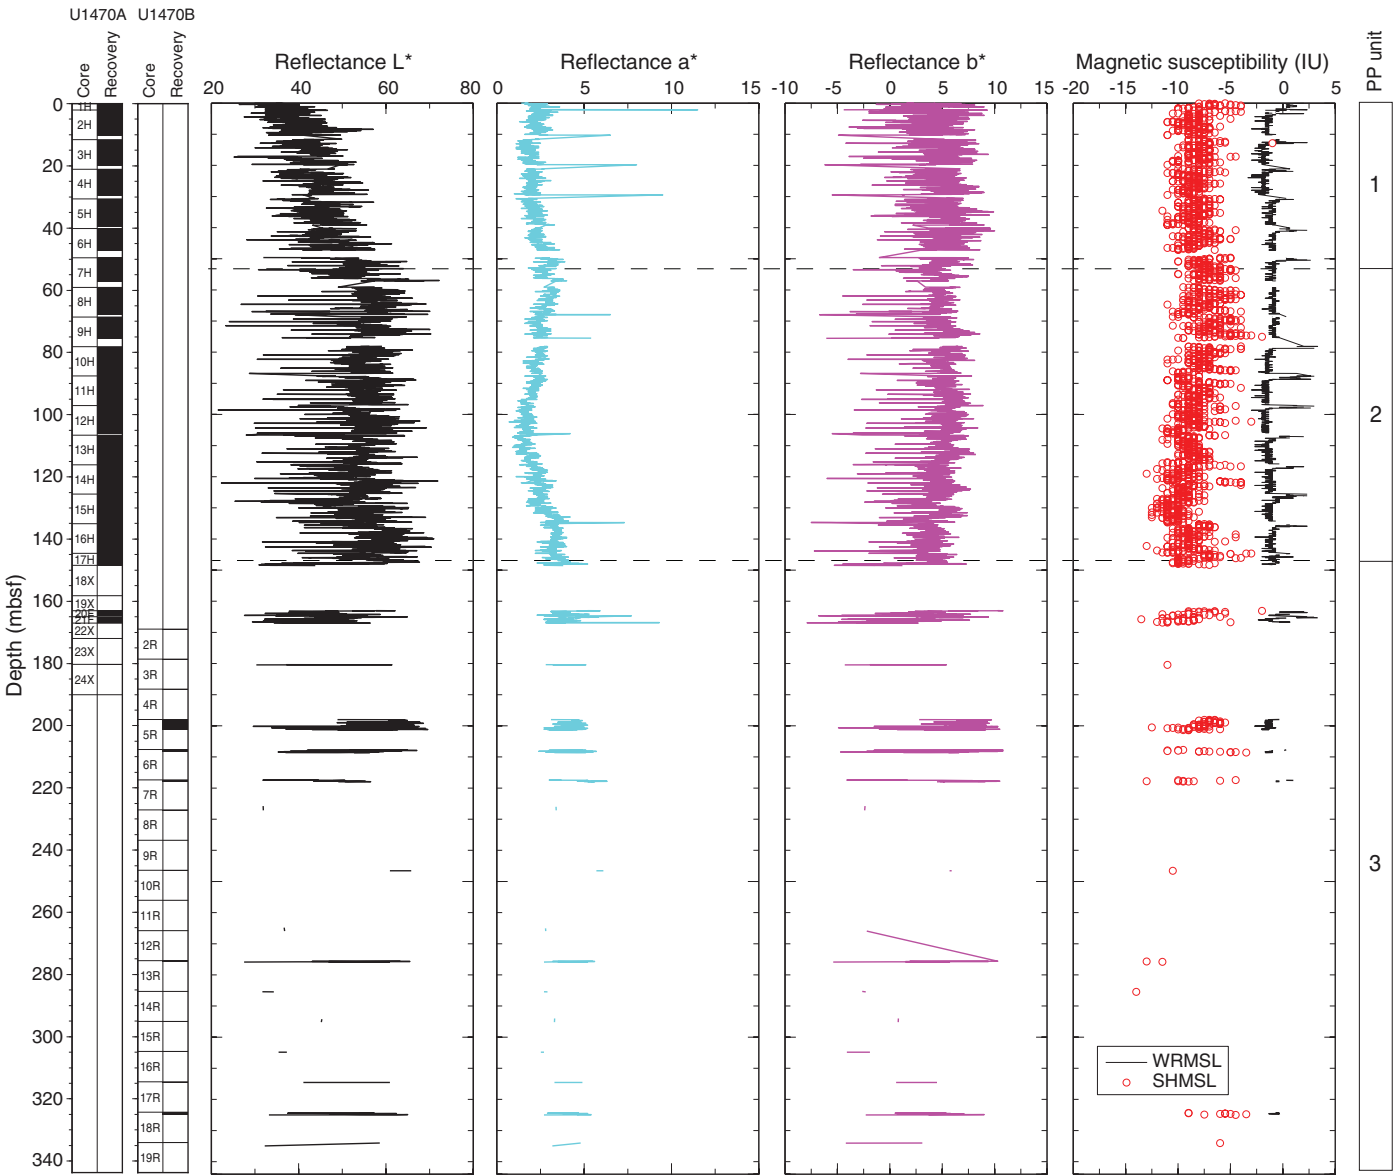 U1470A U1470B
Core Recovery Core Recovery
Reflectance L*
Reflectance a*
Reflectance b*
Magnetic susceptibility (IU)
PP unit
20 40 60 80
0 5 10 15
-10 -5 0 5 10 15
-20 -15 -10 -5 0 5
Depth (mbsf)
0
20
40
60
80
100
120
140
160
180
200
220
240
260
280
300
320
340
1H
2H
3H
4H
5H
6H
7H
8H
9H
10H
11H
12H
13H
14H
15H
16H
17H
18X
19X
22X
23X
24X
2R
3R
4R
5R
6R
7R
8R
9R
10R
11R
12R
13R
14R
15R
16R
17R
18R
19R
1
2
3
WRMSL
SHMSL